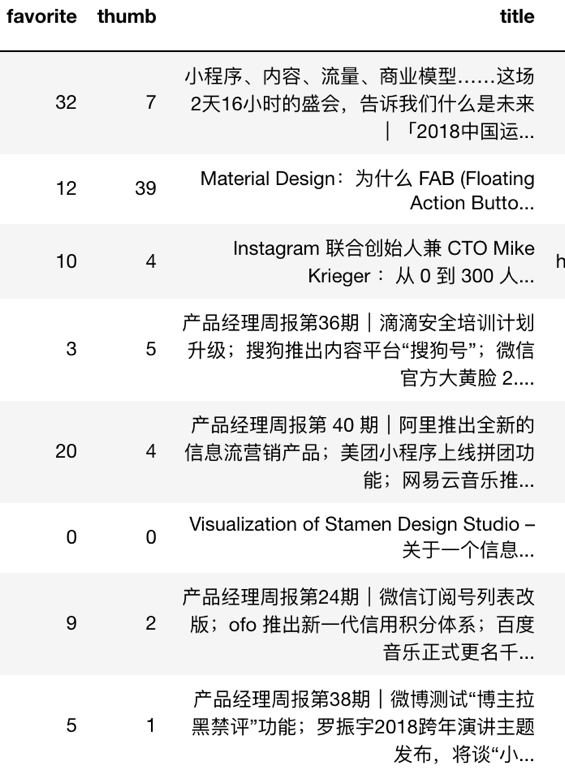 favorite thumb title
小程序、内容、流量、商业模型……这场
32 7 2天16小时的盛会，告诉我们什么是未来
｜「2018中国运...
12 39 Material Design：为什么 FAB (Floating
Action Butto...
10 4 Instagram 联合创始人兼 CTO Mike
Krieger ：从 0 到 300 人... h
产品经理周报第36期｜滴滴安全培训计划
3 5 升级；搜狗推出内容平台“搜狗号”；微信
官方大黄脸 2....
产品经理周报第 40 期｜阿里推出全新的
20 4 信息流营销产品；美团小程序上线拼团功
能；网易云音乐推...
0 0 Visualization of Stamen Design Studio –
关于一个信息...
产品经理周报第24期｜微信订阅号列表改
9 2 版；ofo 推出新一代信用积分体系；百度
音乐正式更名千...
产品经理周报第38期｜微博测试“博主拉
5 1 黑禁评”功能；罗振宇2018跨年演讲主题
发布，将谈“小...